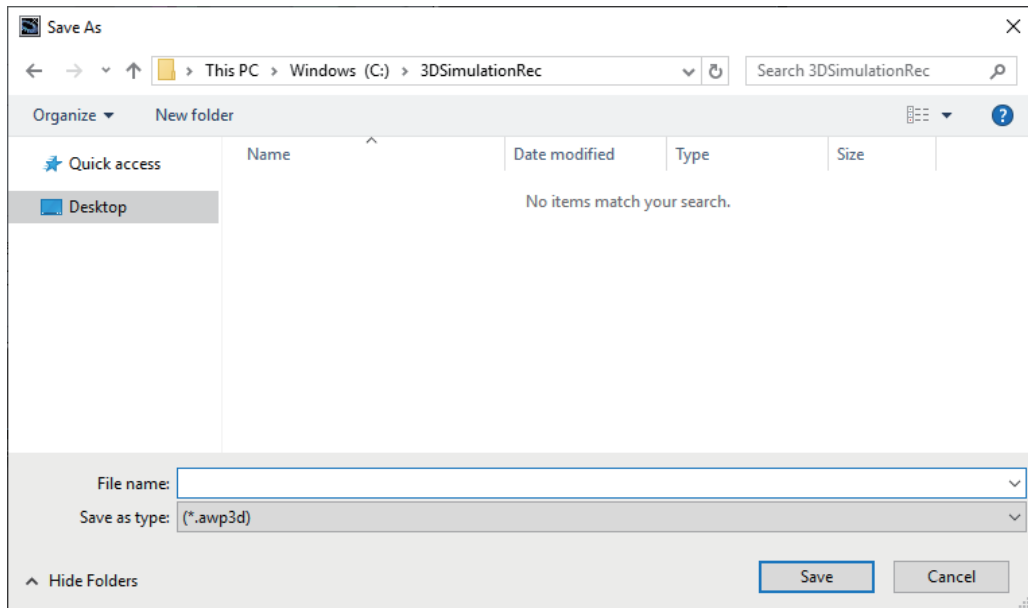 Save As
This PC > Windows (C:) > 3DSimulationRec
Search 3DSimulationRec
Organize
New folder
?
Quick access
Desktop
Name
Date modified
Type
Size
No items match your search.
File name:
Save as type: (*.awp3d)
Hide Folders
Save
Cancel